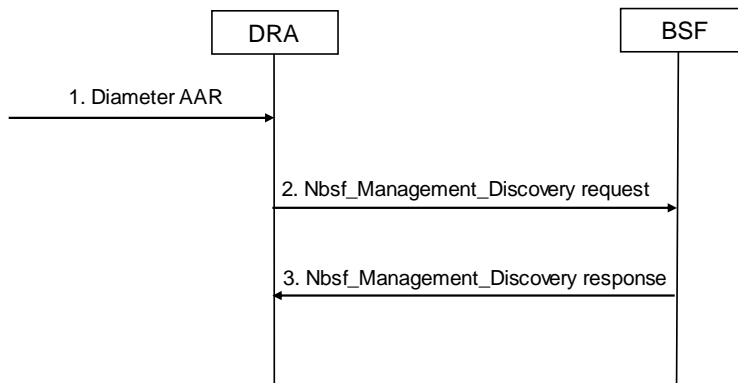 DRA
BSF
1. Diameter AAR
2. Nbsf_Management_Discovery request
3. Nbsf_Management_Discovery response